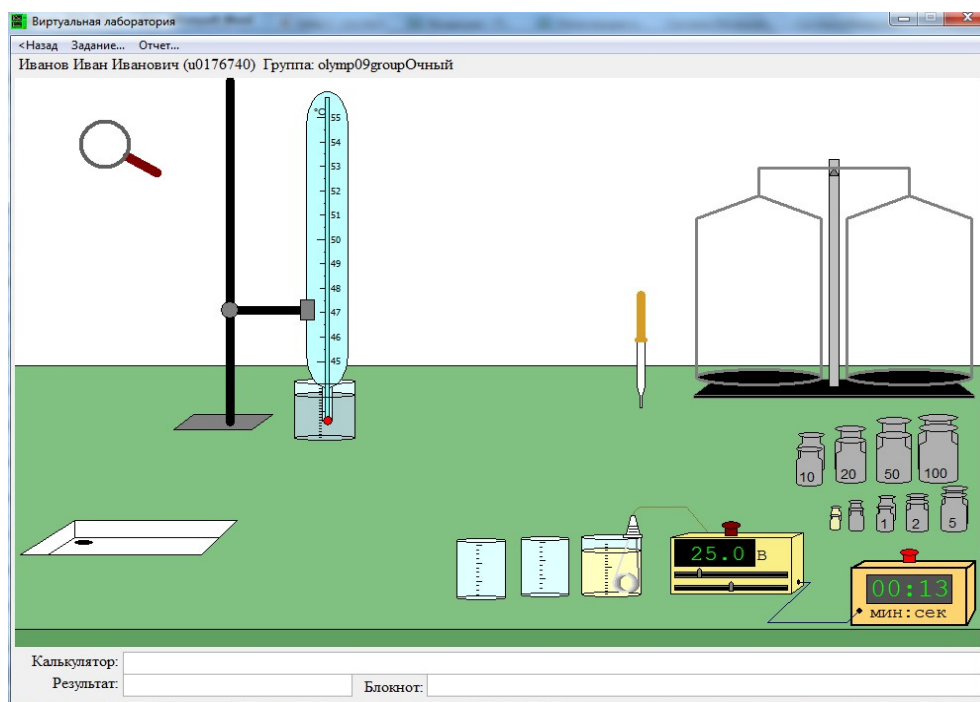 Виртуальная лаборатория
<Назад Задание... Отчет...
Иванов Иван Иванович (u0176740) Группа: olymp09groupОчный
°C
55
54
53
52
51
50
49
48
47
46
45
10 20 50 100
1 2 5
25.0 В
00:13
мин:сек
Калькулятор:
Результат: Блокнот: